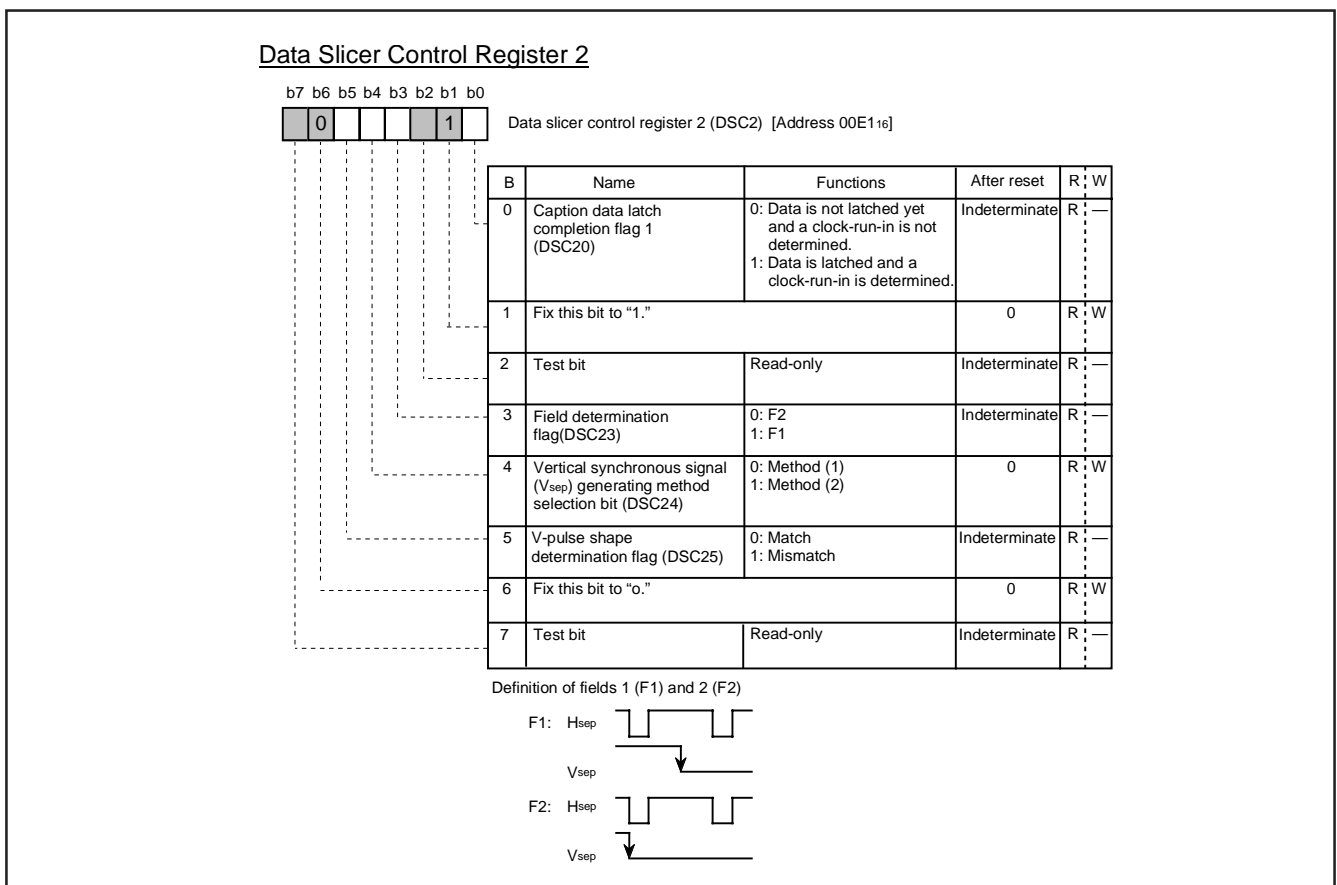 Data Slicer Control Register 2
b7 b6 b5 b4 b3 b2 b1 b0
0 1
Data slicer control register 2 (DSC2) [Address 00E116]
B Name Functions After reset R W
0 Caption data latch completion flag 1 (DSC20)
0: Data is not latched yet and a clock-run-in is not determined.
1: Data is latched and a clock-run-in is determined.
Indeterminate R —
1 Fix this bit to “1.” 0 R W
2 Test bit Read-only Indeterminate R —
3 Field determination flag(DSC23)
0: F2
1: F1
Indeterminate R —
4 Vertical synchronous signal (Vsep) generating method selection bit (DSC24)
0: Method (1)
1: Method (2)
0 R W
5 V-pulse shape determination flag (DSC25)
0: Match
1: Mismatch
Indeterminate R —
6 Fix this bit to “o.” 0 R W
7 Test bit Read-only Indeterminate R —
Definition of fields 1 (F1) and 2 (F2)
F1: Hsep
Vsep
F2: Hsep
Vsep